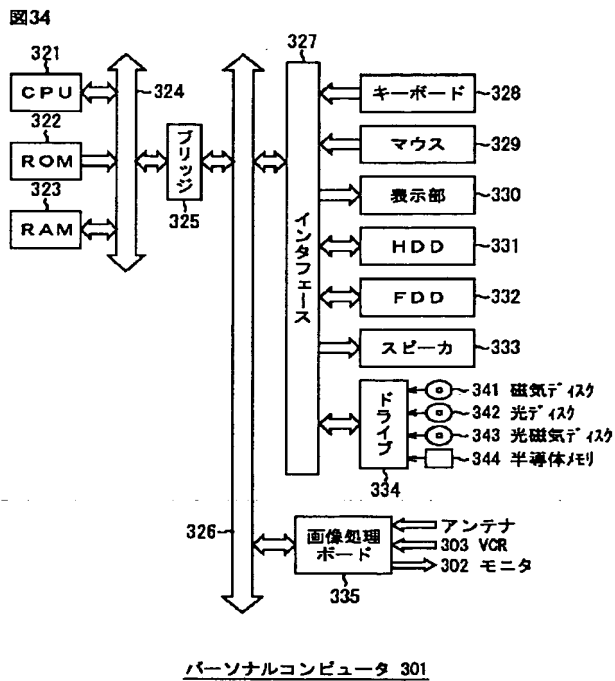 図34
321
CPU
322
ROM
323
RAM
324
ブリッジ
325
326
327
インタフェース
キーボード 328
マウス 329
表示部 330
HDD 331
FDD 332
スピーカ 333
ドライブ
334
341 磁気ディスク
342 光ディスク
343 光磁気ディスク
344 半導体メモリ
画像処理
ボード
335
アンテナ
303 VCR
302 モニタ
パーソナルコンピュータ 301